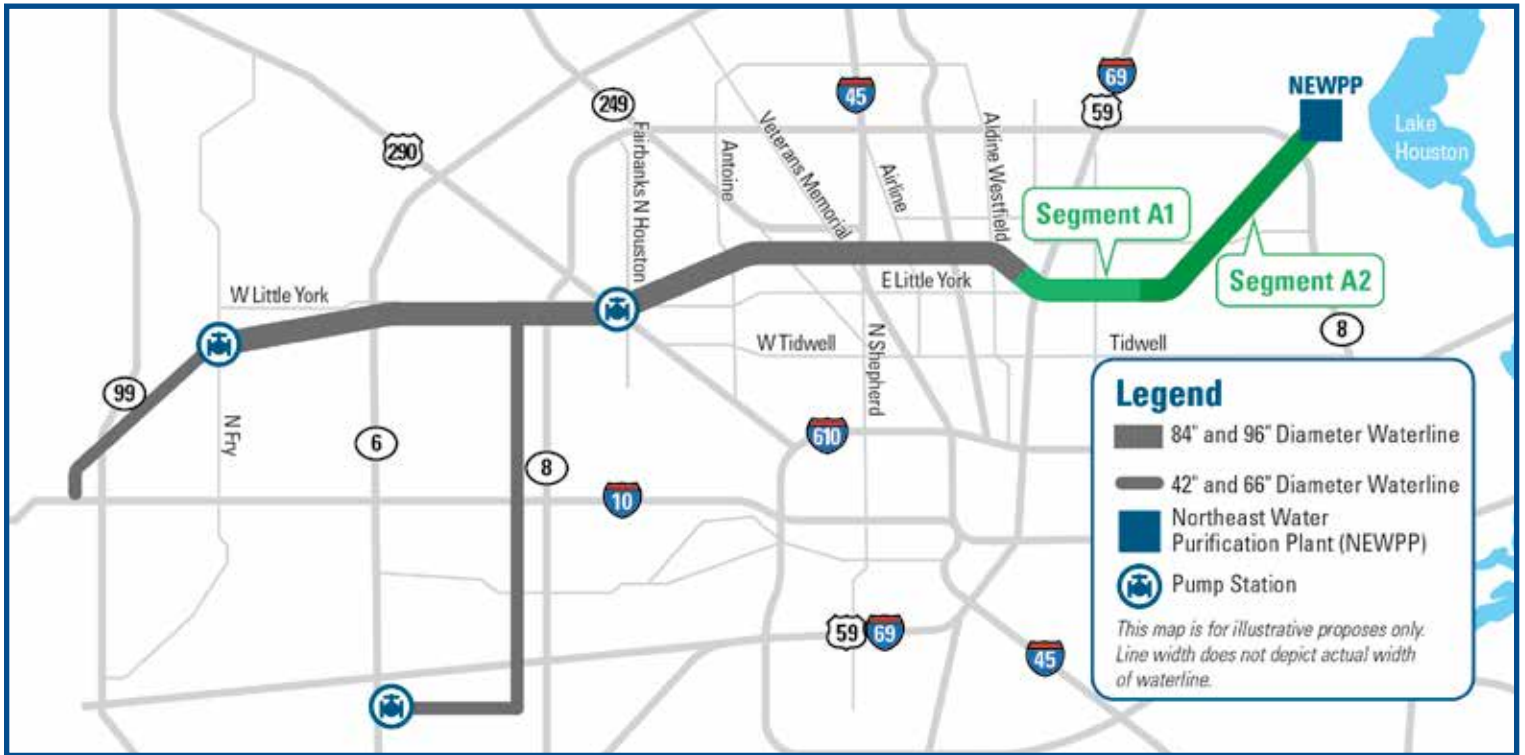 NEWPP
69
59
45
249
290
Lake
Houston
Fairbanks N Houston
Antoine
Veterans Memorial
Airline
Aldine Westfield
Segment A1
Segment A2
E Little York
W Little York
8
W Tidwell
Tidwell
N Shepherd
99
N Fry
6
8
610
10
59
69
45
Legend
84" and 96" Diameter Waterline
42" and 66" Diameter Waterline
Northeast Water
Purification Plant (NEWPP)
Pump Station
This map is for illustrative proposes only.
Line width does not depict actual width
of waterline.